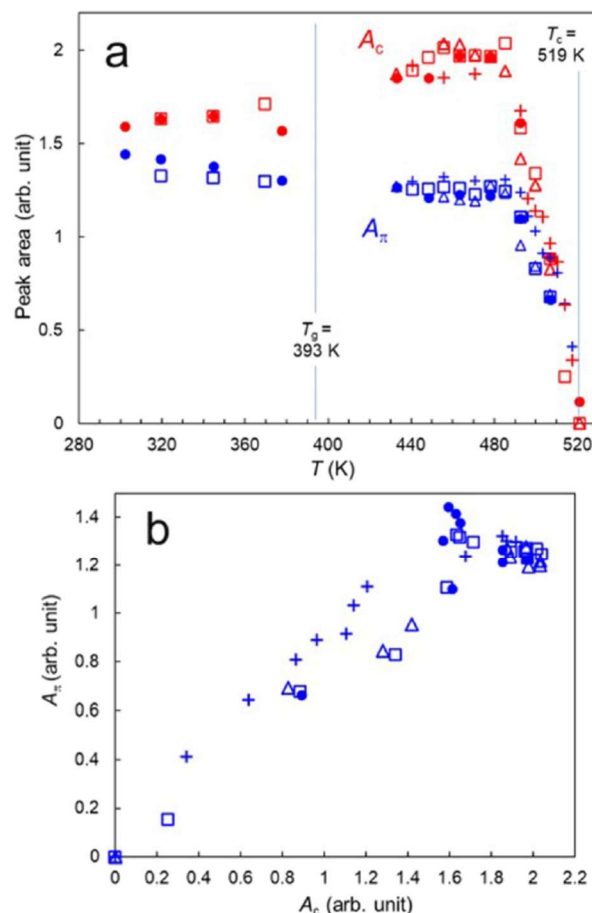 a
A_c
T_c =
519 K
2
1.5
1
0.5
0
Peak area (arb. unit)
A_π
T_g =
393 K
280 320 360 400 440 480 520
T (K)
b
1.4
1.2
1
0.8
0.6
0.4
0.2
0
A_π (arb. unit)
0 0.2 0.4 0.6 0.8 1 1.2 1.4 1.6 1.8 2 2.2
A_c (arb. unit)